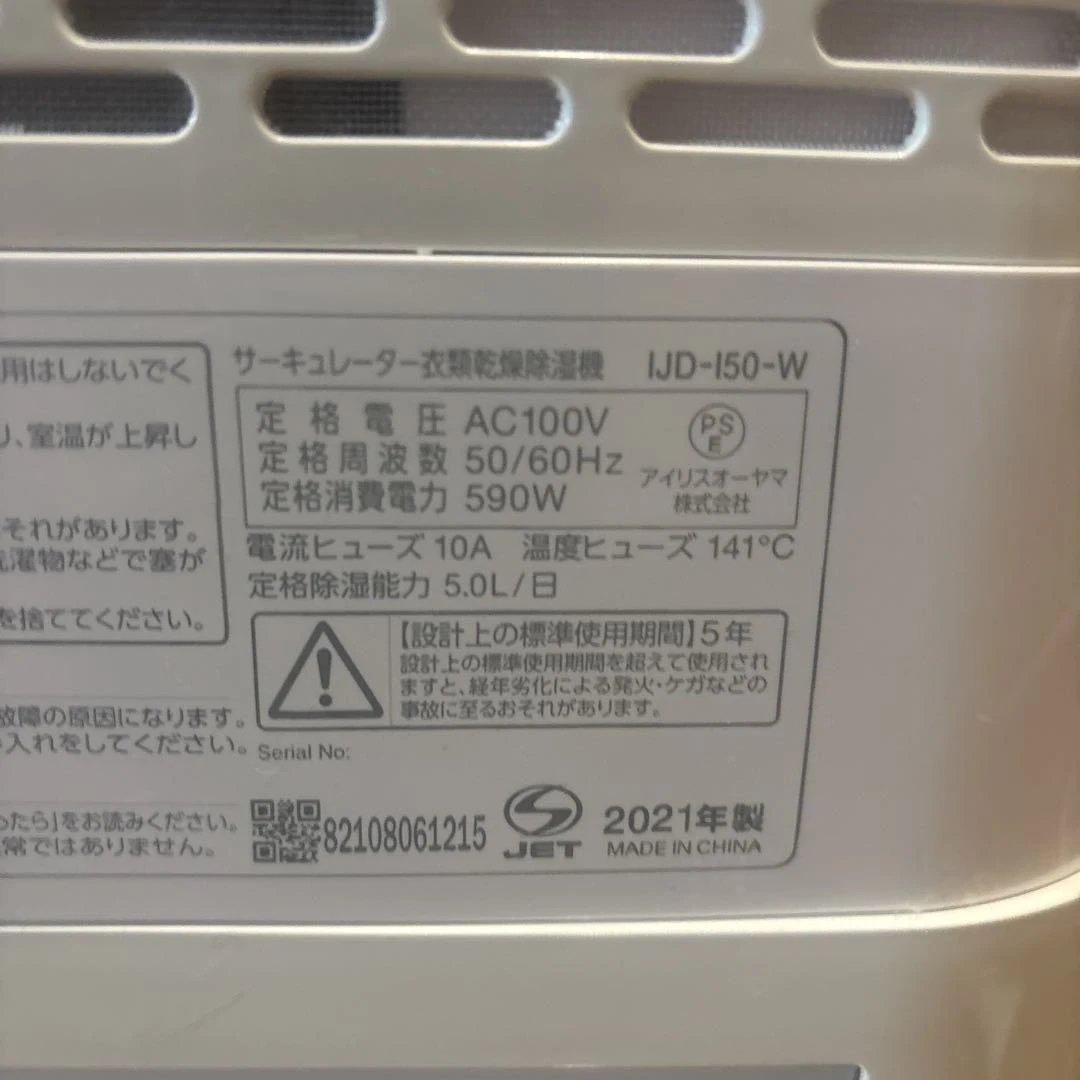 用はしないでく
り、室温が上昇し
それがあります。
洗濯物などで塞が
を捨ててください。
故障の原因になります。
入れをしてください。
ったら」をお読みください。
常ではありません。
サーキュレーター衣類乾燥除湿機 IJD-I50-W
定格電圧 AC100V
定格周波数 50/60Hz
定格消費電力 590W
PSE
アイリスオーヤマ
株式会社
電流ヒューズ 10A 温度ヒューズ 141℃
定格除湿能力 5.0L/日
【設計上の標準使用期間】5年
設計上の標準使用期間を超えて使用され
ますと、経年劣化による発火・ケガなどの
事故に至るおそれがあります。
Serial No:
82108061215
JET
2021年製
MADE IN CHINA